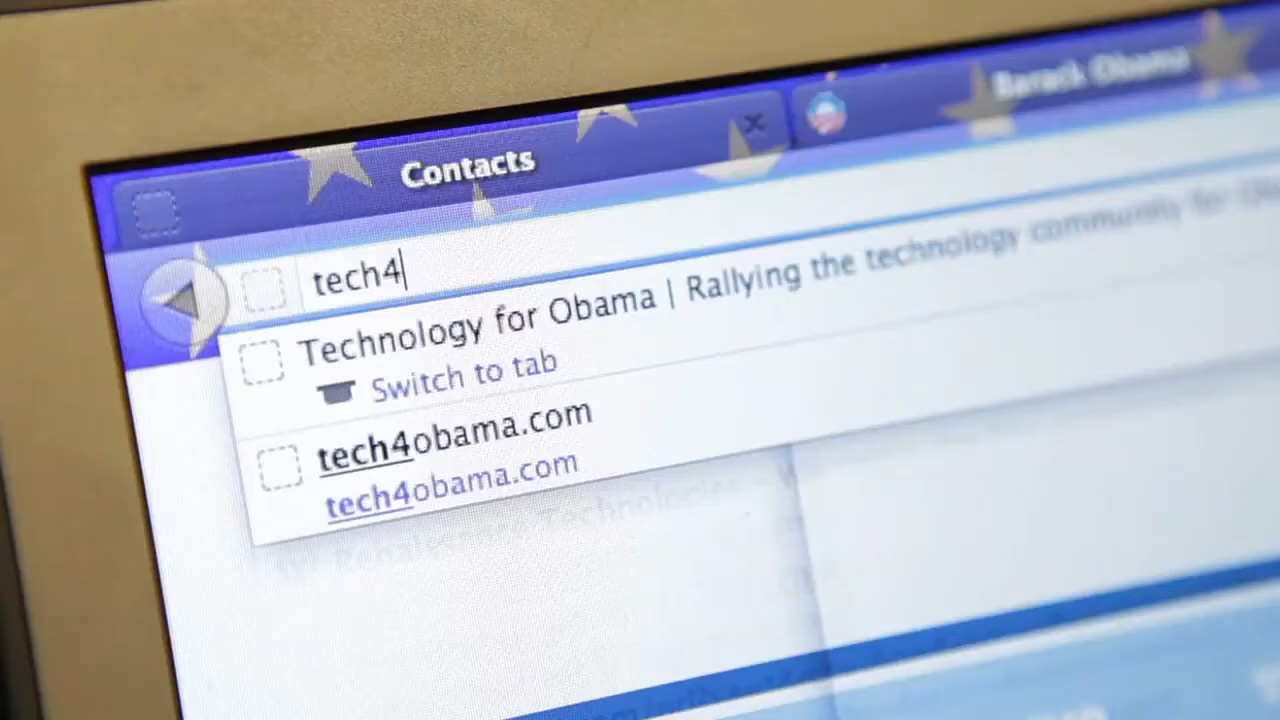 Contacts
Barack Obama
tech4
Technology for Obama | Rallying the technology community for
Switch to tab
tech4obama.com
tech4obama.com
Technologies